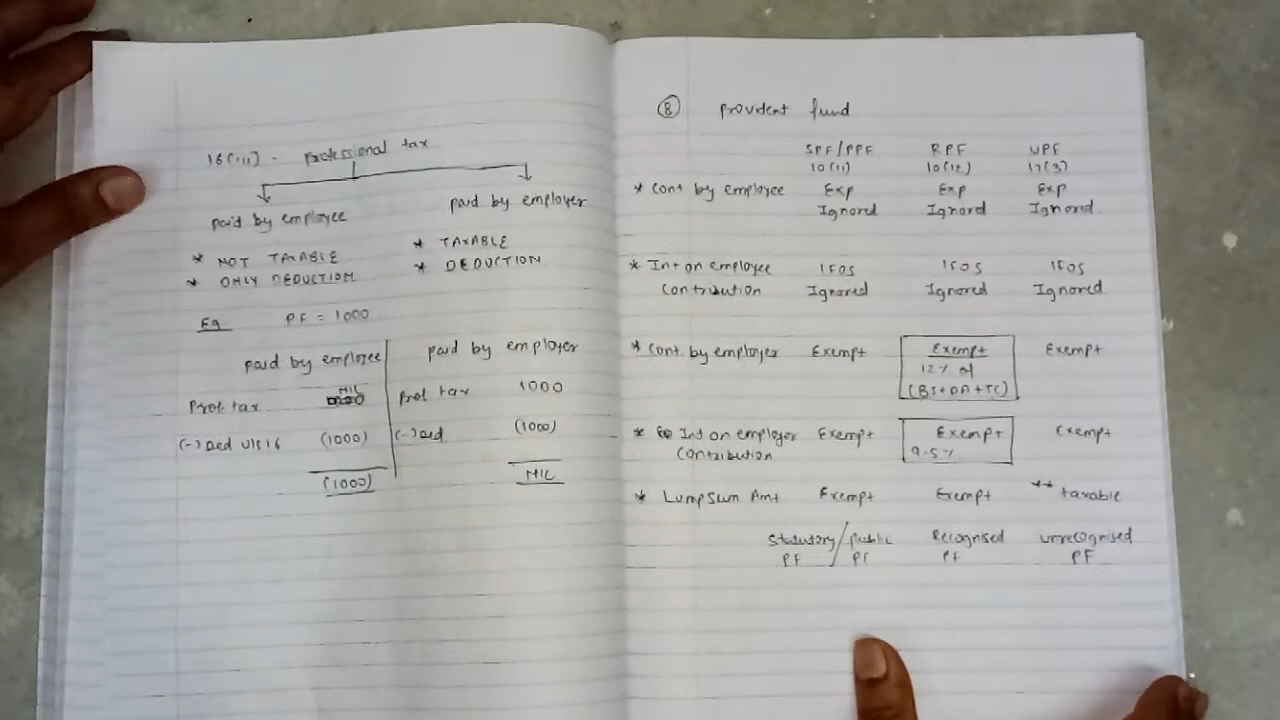 16(iii) - professional tax
paid by employee
paid by employer
* NOT TAXABLE
* ONLY DEDUCTION
* TAXABLE
* DEDUCTION
Eg PF = 1000
paid by employee paid by employer
Prof. tax NIL Prof tax 1000
(-) Ded U/S 16 (1000) (-) Ded (1000)
(1000) NIL
8 Provident fund
SPF/PPF RPF UPF
10(11) 10(12) 17(3)
* Cont by employee Exp Exp Exp
Ignored Ignored Ignored
* Int on employee IFOS IFOS IFOS
Contribution Ignored Ignored Ignored
* Cont. by employer Exempt Exempt Exempt
12% of
(BS+DA+TC)
* Int on employer Exempt Exempt Exempt
Contribution 9.5%
* Lumpsum Amt Exempt Exempt ** taxable
Statutory/public Recognised unrecognised
PF PF PF PF